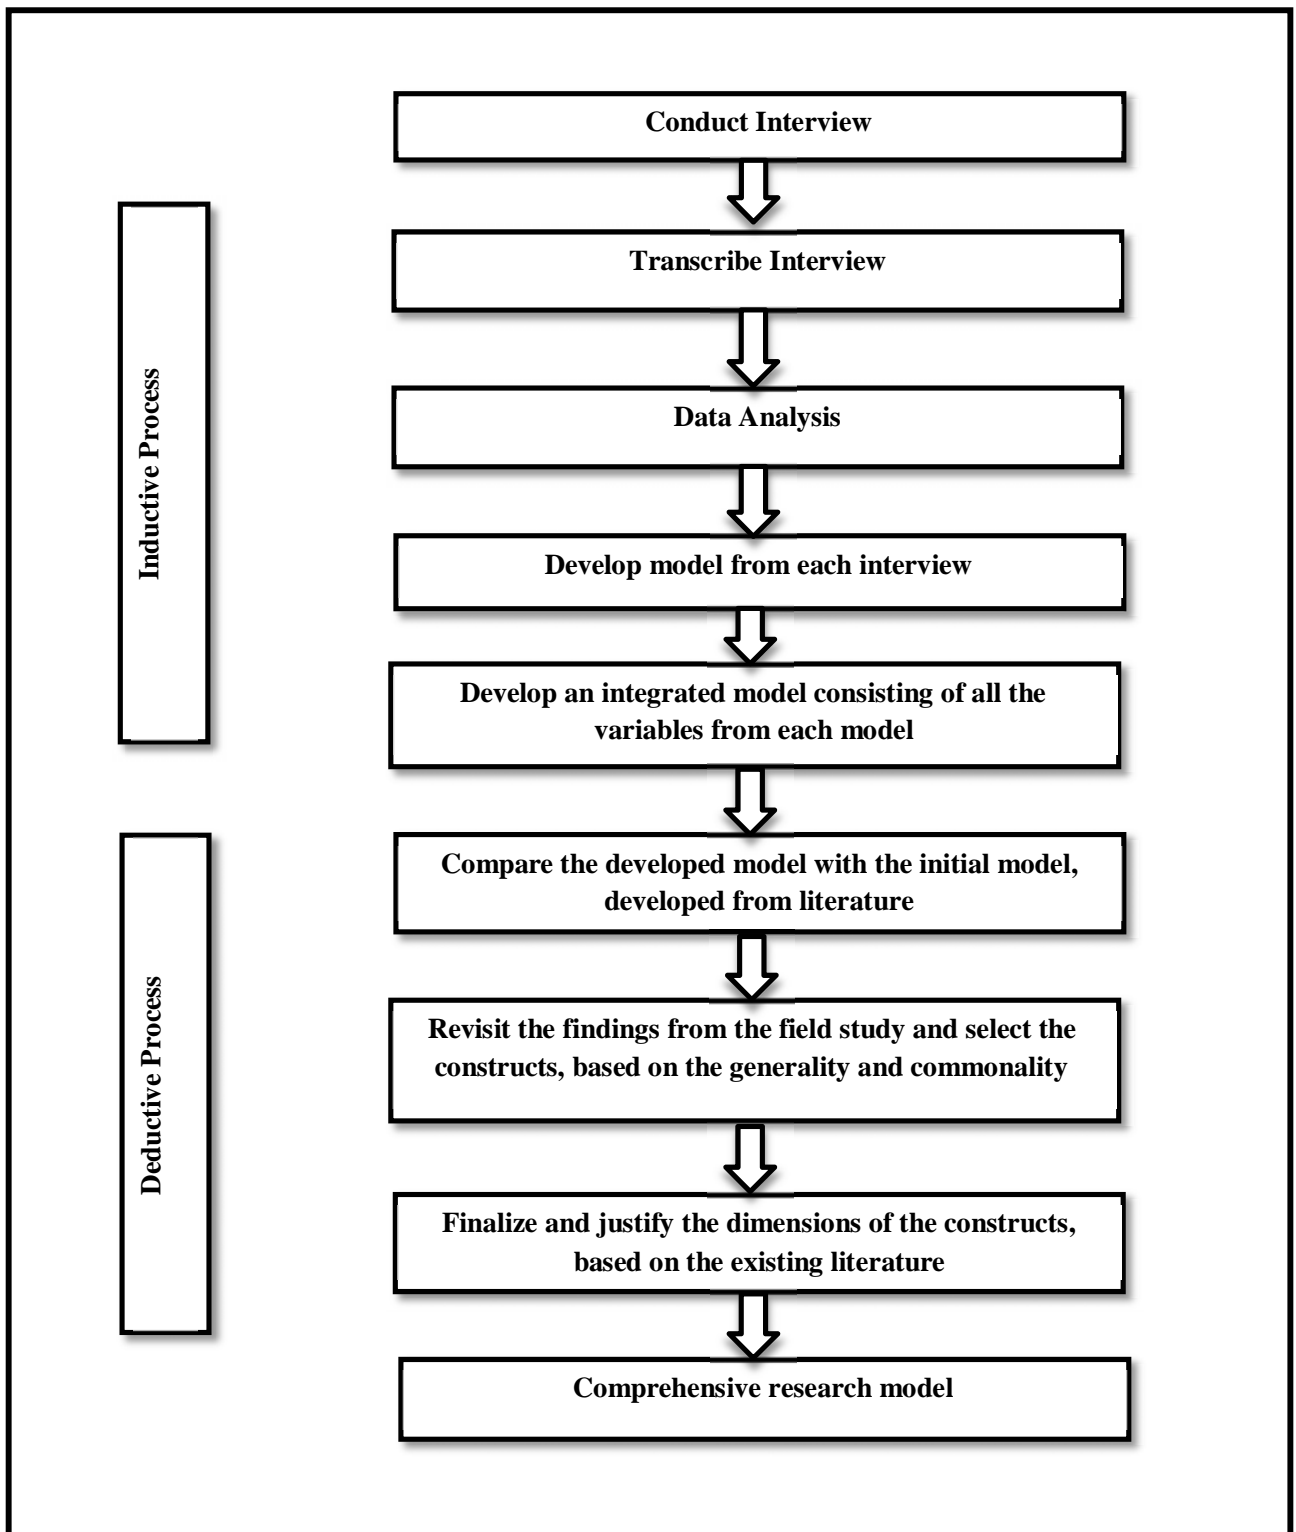 Conduct Interview
Transcribe Interview
Data Analysis
Develop model from each interview
Develop an integrated model consisting of all the
variables from each model
Inductive Process
Compare the developed model with the initial model,
developed from literature
Revisit the findings from the field study and select the
constructs, based on the generality and commonality
Finalize and justify the dimensions of the constructs,
based on the existing literature
Deductive Process
Comprehensive research model